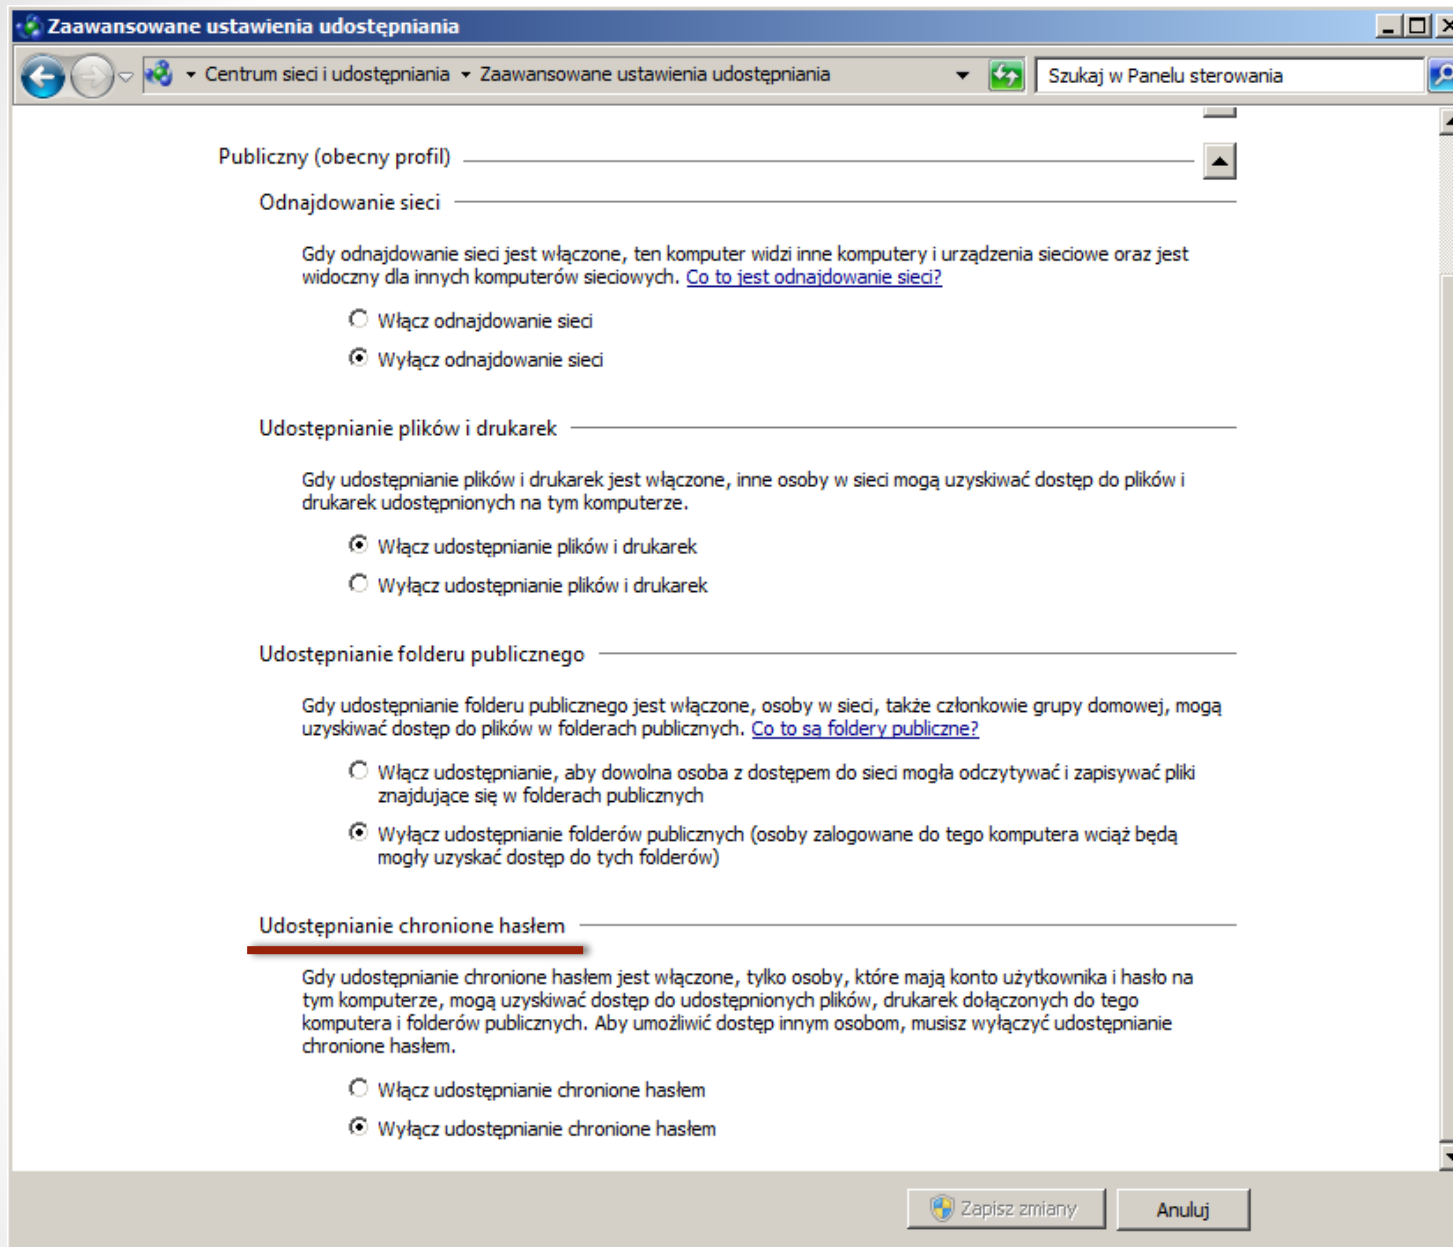 Zaawansowane ustawienia udostępniania
Centrum sieci i udostępniania Zaawansowane ustawienia udostępniania
Szukaj w Panelu sterowania
Publiczny (obecny profil)
Odnajdowanie sieci
Gdy odnajdowanie sieci jest włączone, ten komputer widzi inne komputery i urządzenia sieciowe oraz jest
widoczny dla innych komputerów sieciowych. Co to jest odnajdowanie sieci?
Włącz odnajdowanie sieci
Wyłącz odnajdowanie sieci
Udostępnianie plików i drukarek
Gdy udostępnianie plików i drukarek jest włączone, inne osoby w sieci mogą uzyskiwać dostęp do plików i
drukarek udostępnionych na tym komputerze.
Włącz udostępnianie plików i drukarek
Wyłącz udostępnianie plików i drukarek
Udostępnianie folderu publicznego
Gdy udostępnianie folderu publicznego jest włączone, osoby w sieci, także członkowie grupy domowej, mogą
uzyskiwać dostęp do plików w folderach publicznych. Co to są foldery publiczne?
Włącz udostępnianie, aby dowolna osoba z dostępem do sieci mogła odczytywać i zapisywać pliki
znajdujące się w folderach publicznych
Wyłącz udostępnianie folderów publicznych (osoby zalogowane do tego komputera wciąż będą
mogły uzyskać dostęp do tych folderów)
Udostępnianie chronione hasłem
Gdy udostępnianie chronione hasłem jest włączone, tylko osoby, które mają konto użytkownika i hasło na
tym komputerze, mogą uzyskiwać dostęp do udostępnionych plików, drukarek dołączonych do tego
komputera i folderów publicznych. Aby umożliwić dostęp innym osobom, musisz wyłączyć udostępnianie
chronione hasłem.
Włącz udostępnianie chronione hasłem
Wyłącz udostępnianie chronione hasłem
Zapisz zmiany
Anuluj